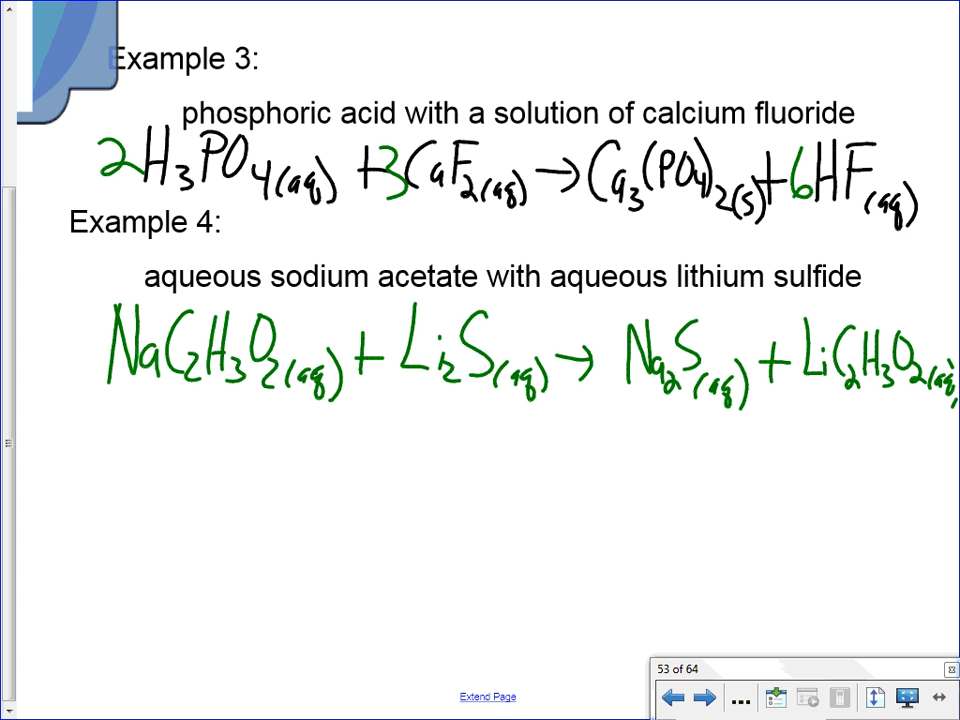 Example 3:
phosphoric acid with a solution of calcium fluoride
2H₃PO₄(aq) + 3CaF₂(aq) → Ca₃(PO₄)₂(s) + 6HF(aq)
Example 4:
aqueous sodium acetate with aqueous lithium sulfide
NaC₂H₃O₂(aq) + Li₂S(aq) → Na₂S(aq) + LiC₂H₃O₂(aq)
53 of 64
Extend Page